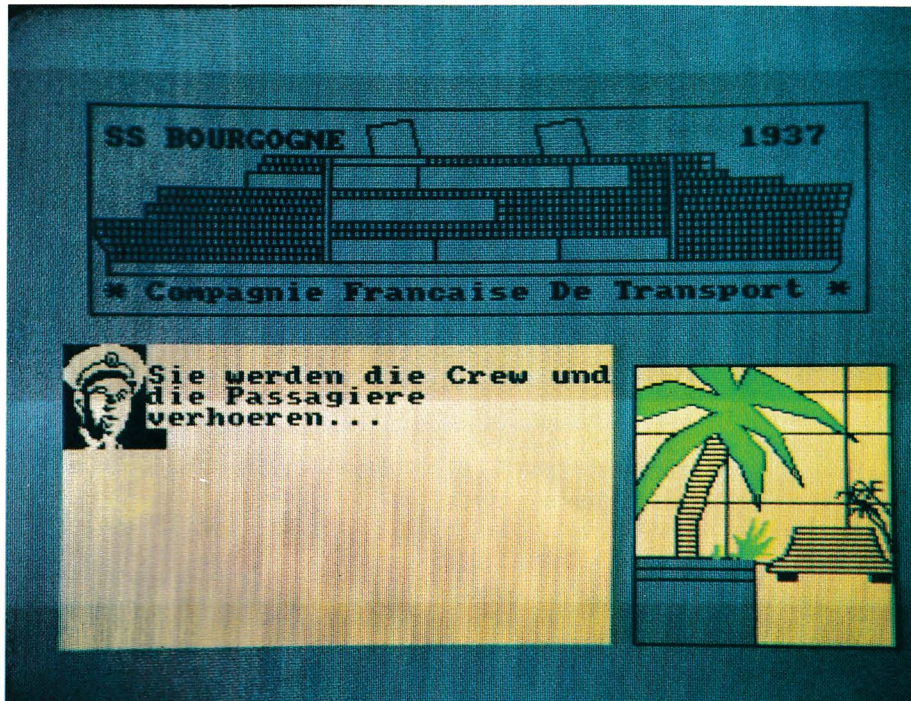 SS BOURGOGNE
1937
* Compagnie Francaise De Transport *
Sie werden die Crew und
die Passagiere
verhoeren...